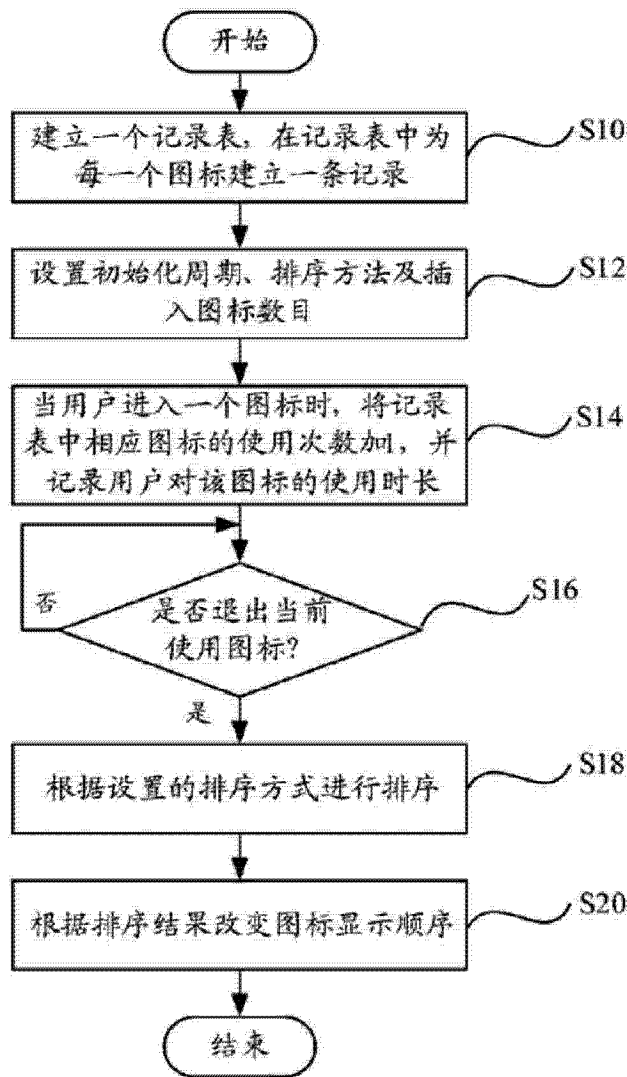 开始
建立一个记录表，在记录表中为
每一个图标建立一条记录
S10
设置初始化周期、排序方法及插
入图标数目
S12
当用户进入一个图标时，将记录
表中相应图标的使用次数加1，并
记录用户对该图标的使用时长
S14
是否退出当前
使用图标？
S16
否
是
根据设置的排序方式进行排序
S18
根据排序结果改变图标显示顺序
S20
结束